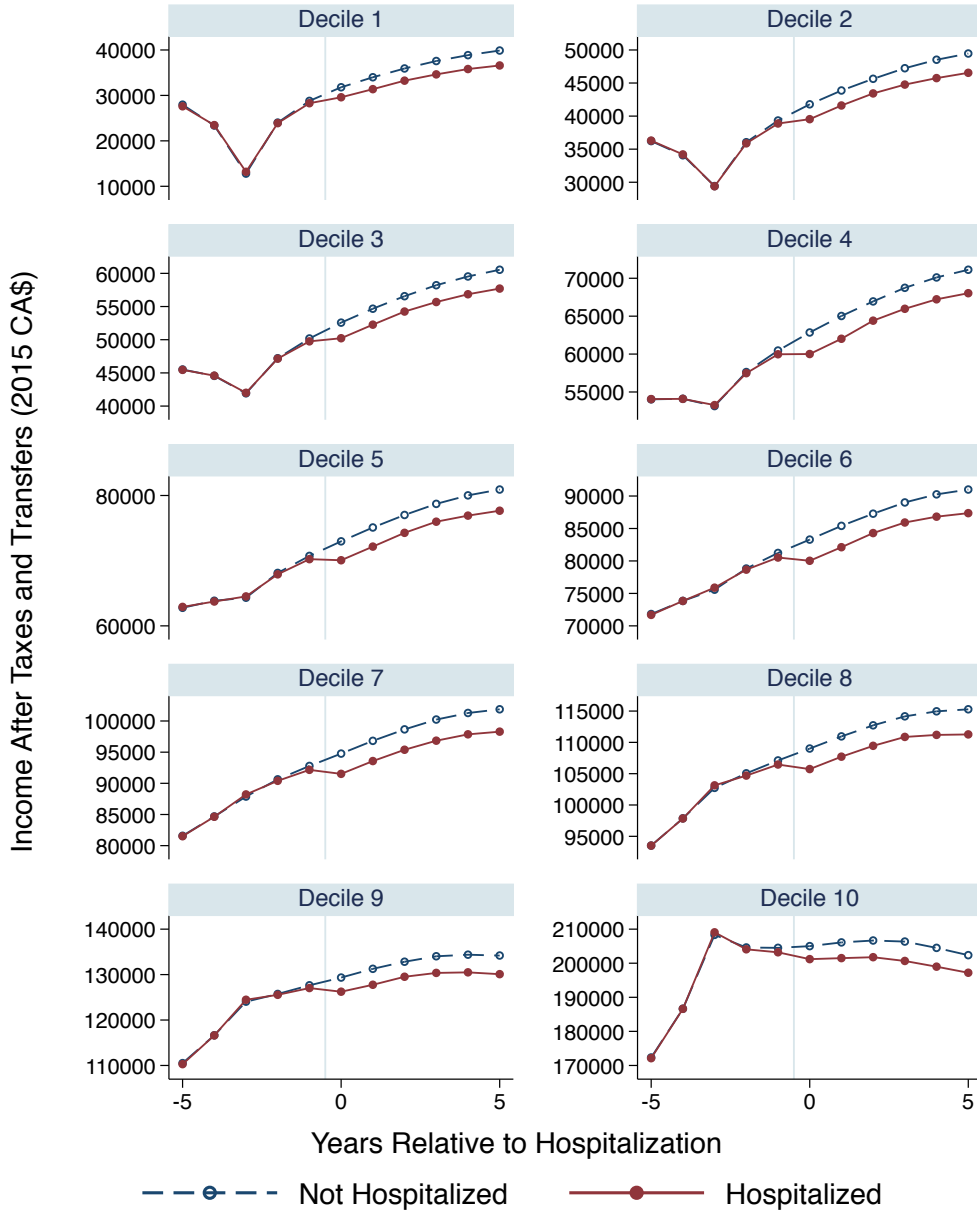 Decile 1
Decile 2
40000
30000
20000
10000
50000
45000
40000
35000
30000
Decile 3
Decile 4
60000
55000
50000
45000
40000
70000
65000
60000
55000
Decile 5
Decile 6
80000
60000
90000
85000
80000
75000
70000
Decile 7
Decile 8
100000
95000
90000
85000
80000
115000
110000
105000
100000
95000
Decile 9
Decile 10
140000
130000
120000
110000
210000
200000
190000
180000
170000
-5 0 5
-5 0 5
Income After Taxes and Transfers (2015 CA$)
Years Relative to Hospitalization
Not Hospitalized
Hospitalized